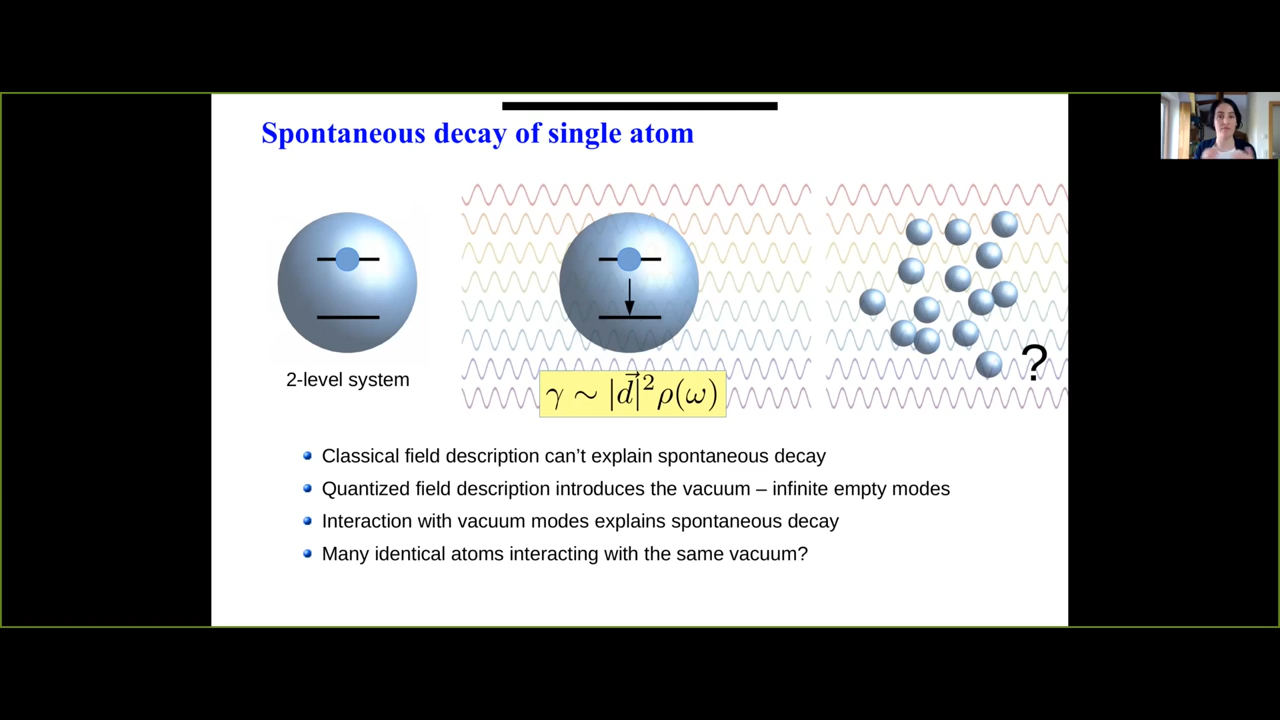 Spontaneous decay of single atom
?
2-level system
γ ∼ |d⃗|² ρ(ω)
Classical field description can't explain spontaneous decay
Quantized field description introduces the vacuum – infinite empty modes
Interaction with vacuum modes explains spontaneous decay
Many identical atoms interacting with the same vacuum?